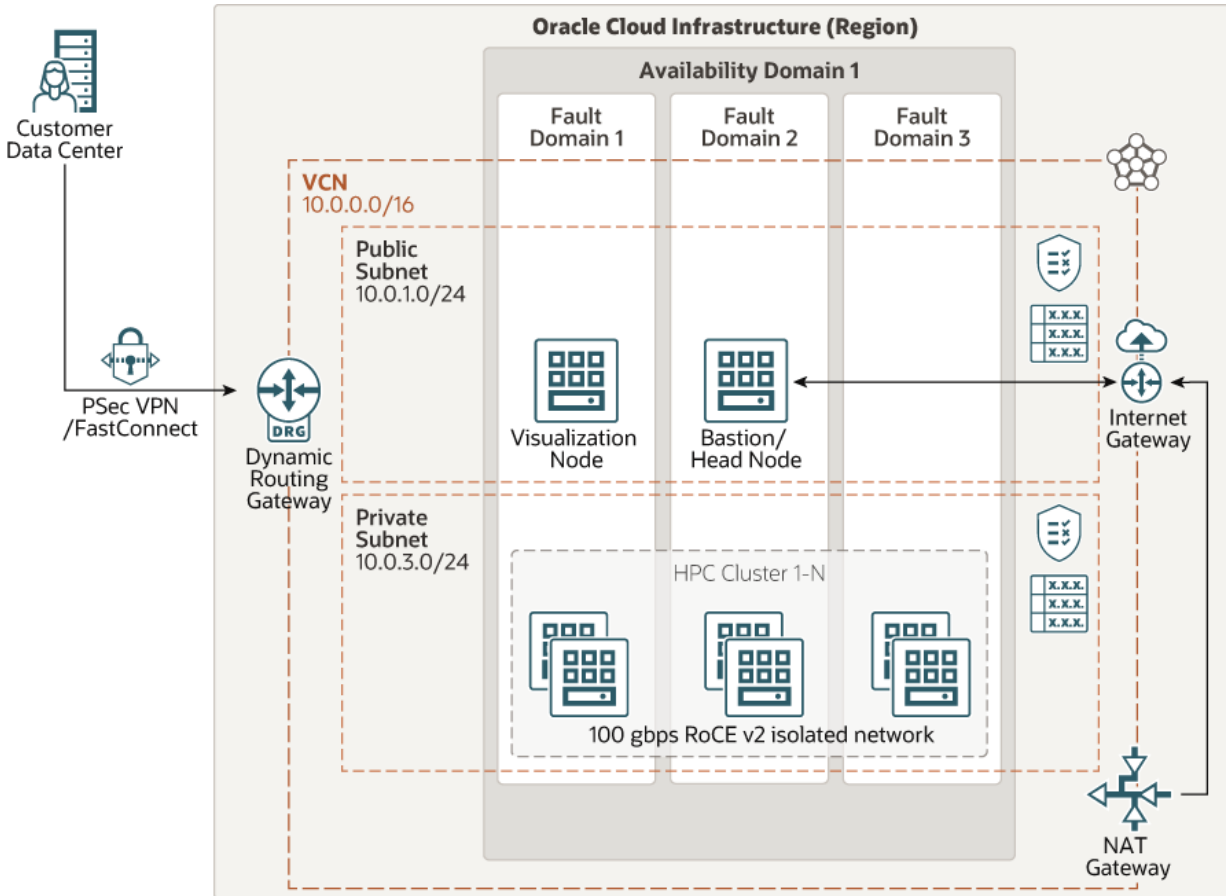 Oracle Cloud Infrastructure (Region)
Availability Domain 1
Fault
Domain 1
Fault
Domain 2
Fault
Domain 3
Customer
Data Center
VCN
10.0.0.0/16
Public
Subnet
10.0.1.0/24
X.X.X.
X.X.X.
X.X.X.
PSec VPN
/FastConnect
DRG
Dynamic
Routing
Gateway
Visualization
Node
Bastion/
Head Node
Internet
Gateway
Private
Subnet
10.0.3.0/24
X.X.X.
X.X.X.
X.X.X.
HPC Cluster 1-N
100 gbps RoCE v2 isolated network
NAT
Gateway